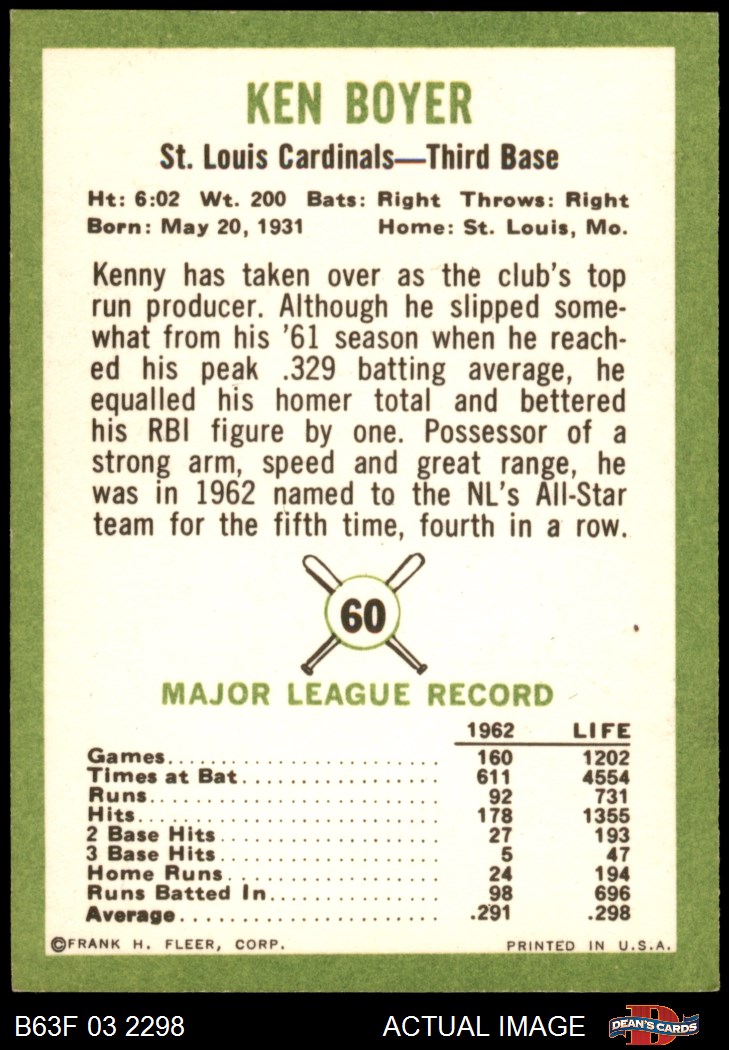 KEN BOYER
St. Louis Cardinals—Third Base
Ht: 6:02 Wt. 200 Bats: Right Throws: Right
Born: May 20, 1931 Home: St. Louis, Mo.
Kenny has taken over as the club's top
run producer. Although he slipped some-
what from his '61 season when he reach-
ed his peak .329 batting average, he
equalled his homer total and bettered
his RBI figure by one. Possessor of a
strong arm, speed and great range, he
was in 1962 named to the NL's All-Star
team for the fifth time, fourth in a row.
60
MAJOR LEAGUE RECORD
1962 LIFE
Games 160 1202
Times at Bat 611 4554
Runs 92 731
Hits 178 1355
2 Base Hits 27 193
3 Base Hits 5 47
Home Runs 24 194
Runs Batted In 98 696
Average .291 .298
©FRANK H. FLEER, CORP. PRINTED IN U.S.A.
B63F 03 2298 ACTUAL IMAGE D DEAN'S CARDS